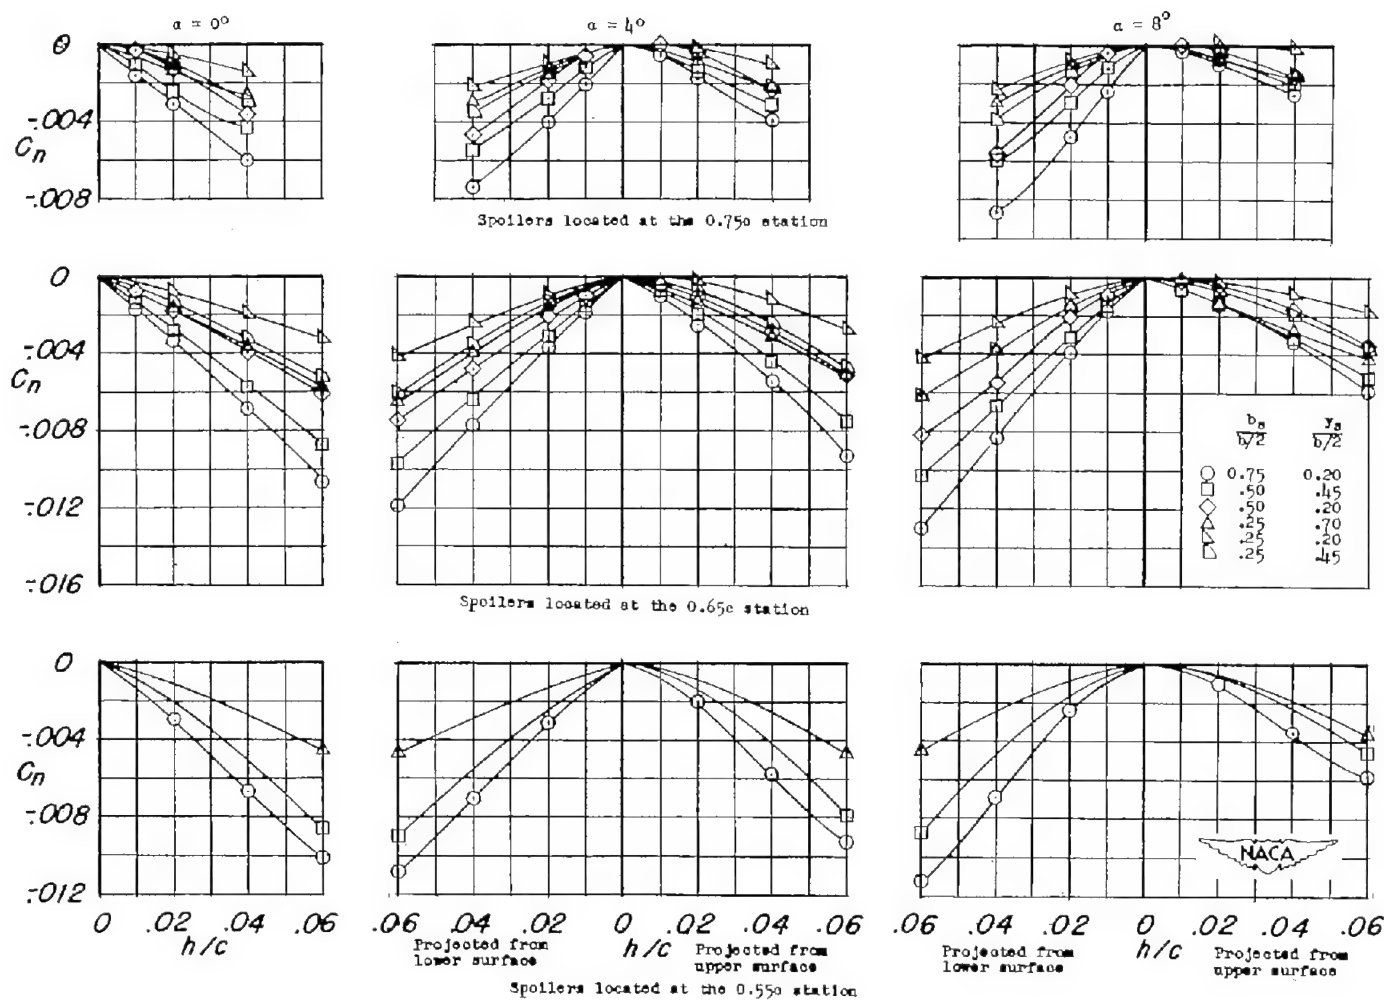 α = 0° α = 4° α = 8°
0
-.004
Cn
-.008
Spoilers located at the 0.75c station
0
-.004
Cn
-.008
-.012
-.016
bs/b/2 ys/b/2
0.75 0.20
.50 .45
.50 .20
.25 .70
.25 .20
.25 .45
Spoilers located at the 0.65c station
0
-.004
Cn
-.008
-.012
NACA
0 .02 .04 .06 .06 .04 .02 0 .02 .04 .06 .06 .04 .02 0 .02 .04 .06
h/c h/c h/c
Projected from lower surface
Projected from upper surface
Projected from lower surface
Projected from upper surface
Spoilers located at the 0.55c station